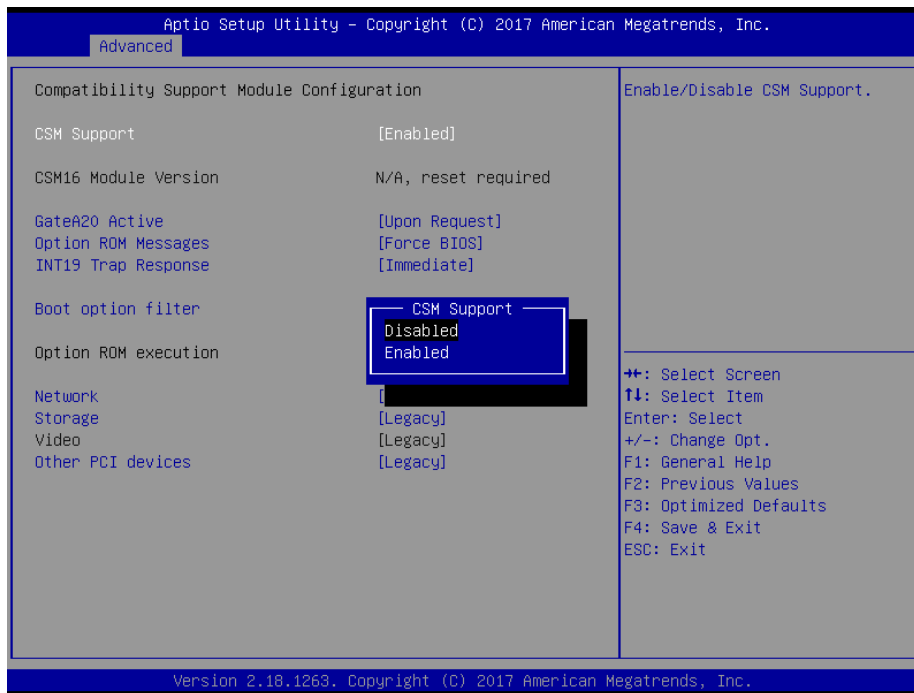 Aptio Setup Utility – Copyright (C) 2017 American Megatrends, Inc.
Advanced
Compatibility Support Module Configuration
Enable/Disable CSM Support.
CSM Support [Enabled]
CSM16 Module Version N/A, reset required
GateA20 Active [Upon Request]
Option ROM Messages [Force BIOS]
INT19 Trap Response [Immediate]
Boot option filter
CSM Support
Disabled
Enabled
Option ROM execution
Network [
Storage [Legacy]
Video [Legacy]
Other PCI devices [Legacy]
→←: Select Screen
↑↓: Select Item
Enter: Select
+/-: Change Opt.
F1: General Help
F2: Previous Values
F3: Optimized Defaults
F4: Save & Exit
ESC: Exit
Version 2.18.1263. Copyright (C) 2017 American Megatrends, Inc.